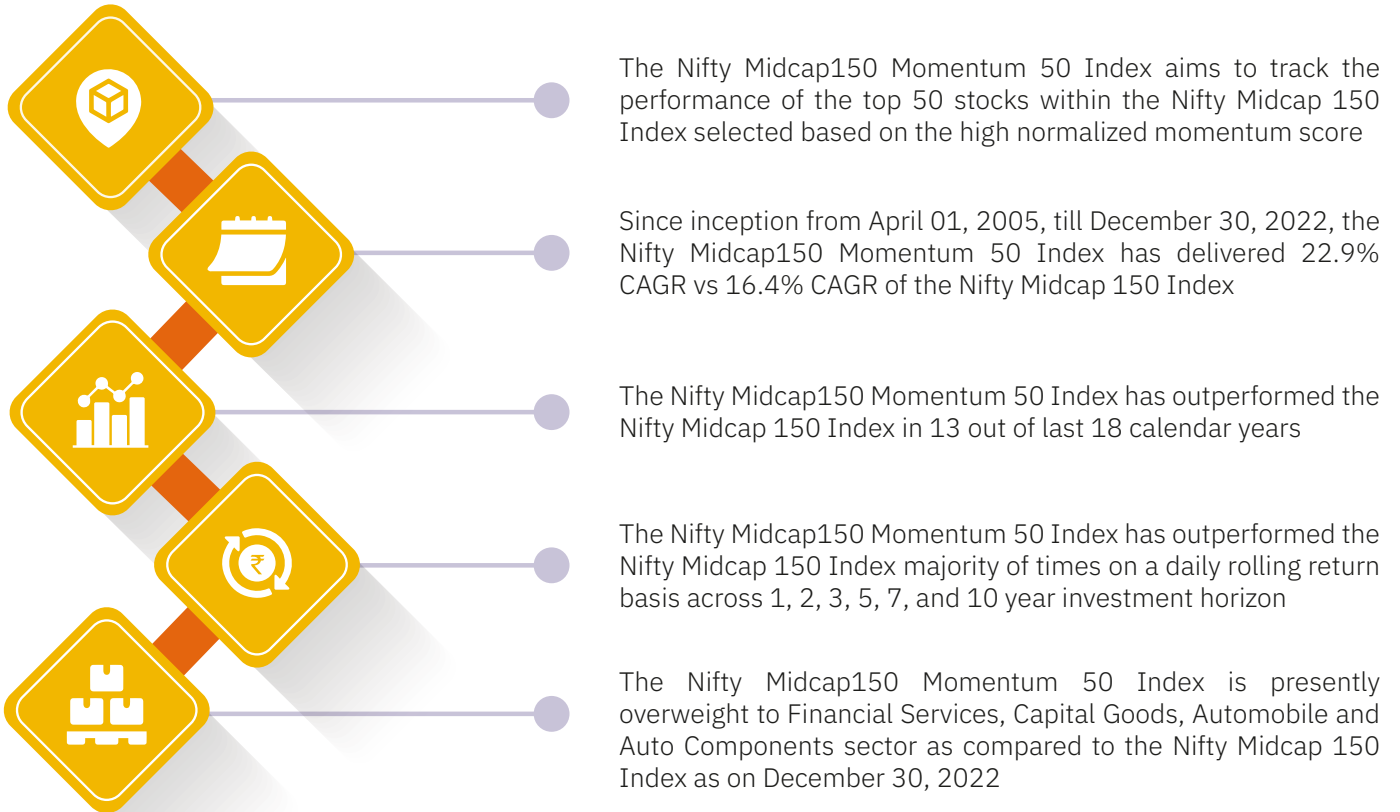 The Nifty Midcap150 Momentum 50 Index aims to track the
performance of the top 50 stocks within the Nifty Midcap 150
Index selected based on the high normalized momentum score
Since inception from April 01, 2005, till December 30, 2022, the
Nifty Midcap150 Momentum 50 Index has delivered 22.9%
CAGR vs 16.4% CAGR of the Nifty Midcap 150 Index
The Nifty Midcap150 Momentum 50 Index has outperformed the
Nifty Midcap 150 Index in 13 out of last 18 calendar years
₹
The Nifty Midcap150 Momentum 50 Index has outperformed the
Nifty Midcap 150 Index majority of times on a daily rolling return
basis across 1, 2, 3, 5, 7, and 10 year investment horizon
The Nifty Midcap150 Momentum 50 Index is presently
overweight to Financial Services, Capital Goods, Automobile and
Auto Components sector as compared to the Nifty Midcap 150
Index as on December 30, 2022